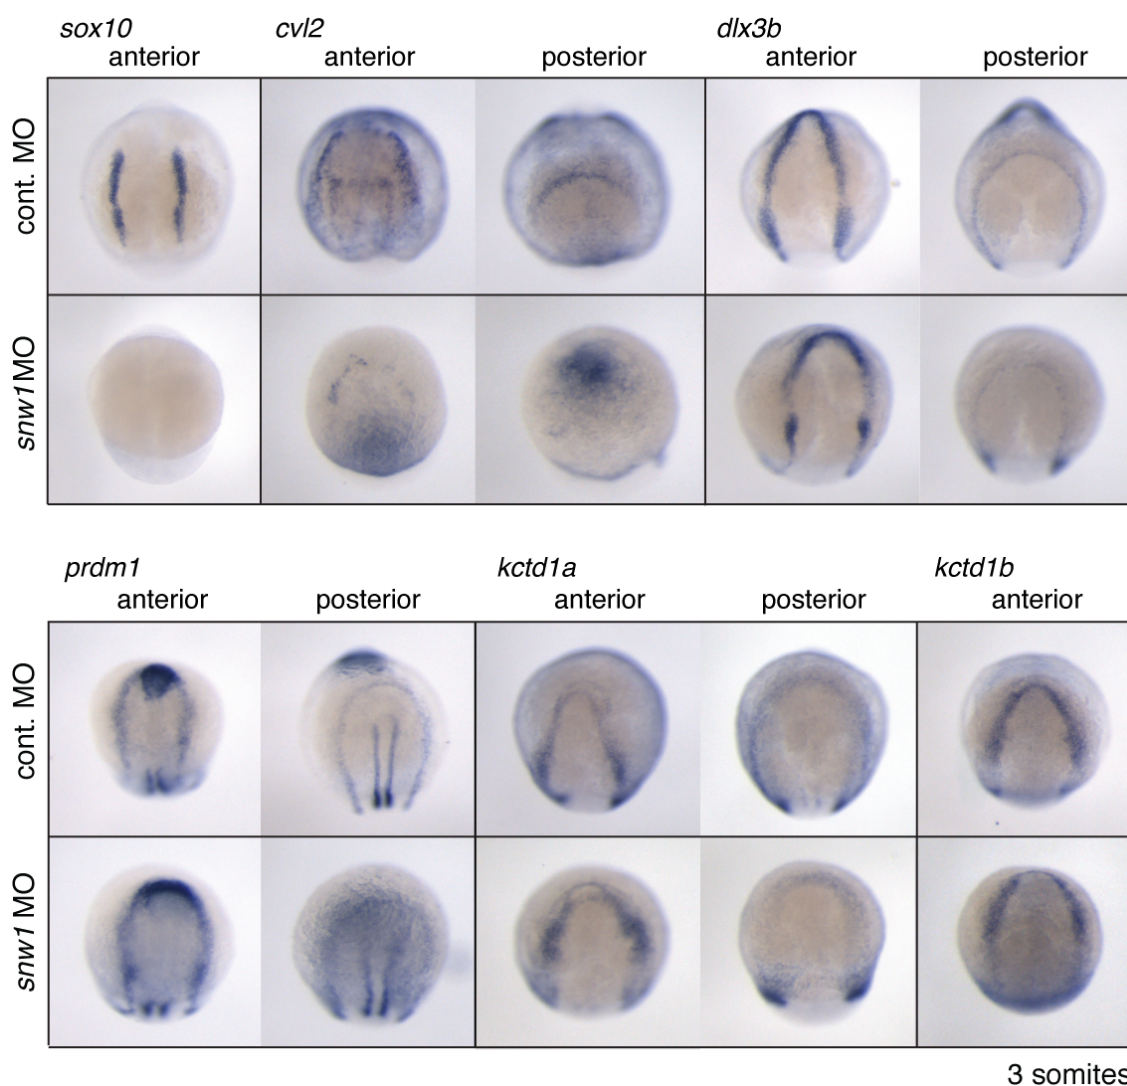 sox10 cvl2 dlx3b
anterior anterior posterior anterior posterior
cont. MO
snw1MO
prdm1 kctd1a kctd1b
anterior posterior anterior posterior anterior
cont. MO
snw1 MO
3 somites